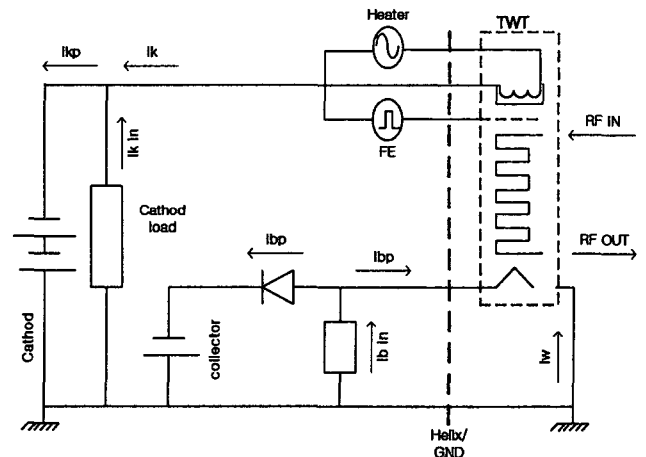 Heater
TWT
Ikp
Ik
Ik in
FE
RF IN
Cathod
load
RF OUT
Ibp
Ibp
Cathod
collector
Ib in
Iw
Helix/
GND